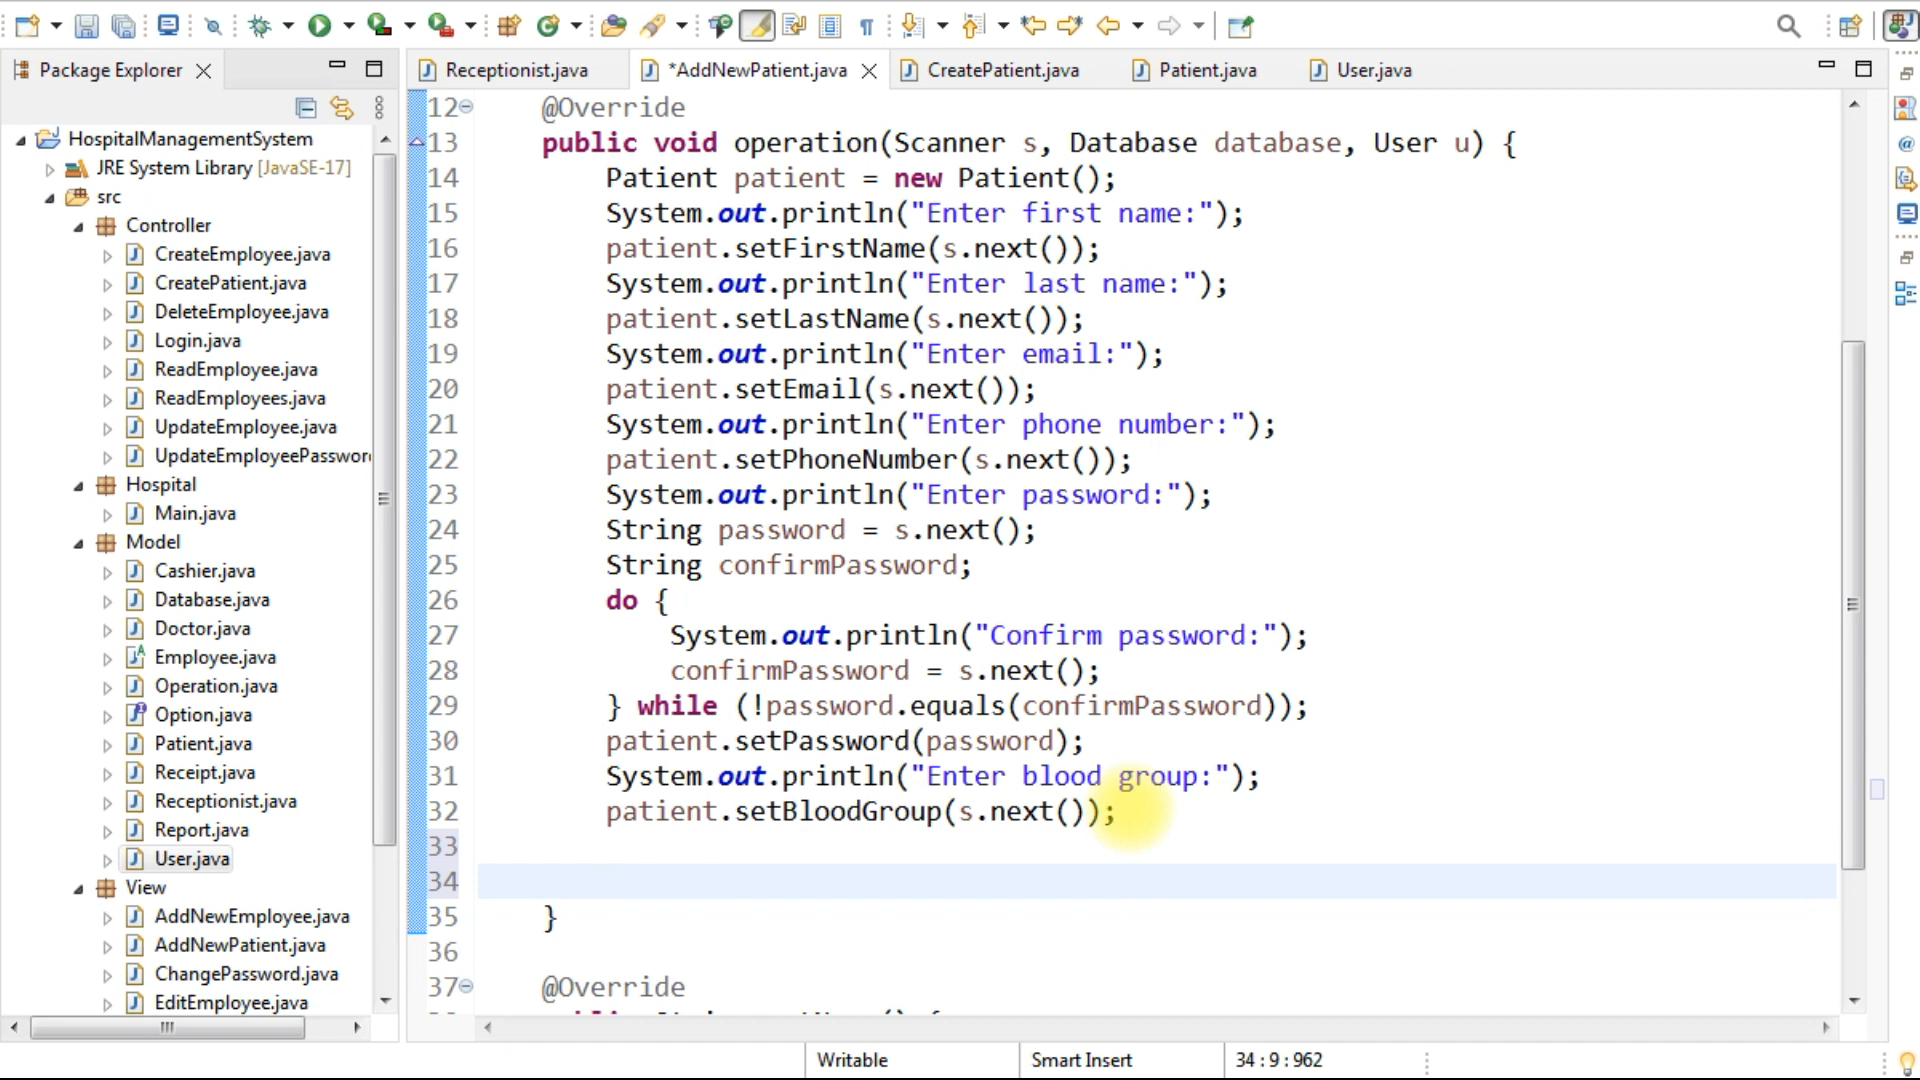 Package Explorer
HospitalManagementSystem
JRE System Library [JavaSE-17]
src
Controller
CreateEmployee.java
CreatePatient.java
DeleteEmployee.java
Login.java
ReadEmployee.java
ReadEmployees.java
UpdateEmployee.java
UpdateEmployeePassword
Hospital
Main.java
Model
Cashier.java
Database.java
Doctor.java
Employee.java
Operation.java
Option.java
Patient.java
Receipt.java
Receptionist.java
Report.java
User.java
View
AddNewEmployee.java
AddNewPatient.java
ChangePassword.java
EditEmployee.java
Receptionist.java *AddNewPatient.java CreatePatient.java Patient.java User.java
12 @Override
13 public void operation(Scanner s, Database database, User u) {
14 Patient patient = new Patient();
15 System.out.println("Enter first name:");
16 patient.setFirstName(s.next());
17 System.out.println("Enter last name:");
18 patient.setLastName(s.next());
19 System.out.println("Enter email:");
20 patient.setEmail(s.next());
21 System.out.println("Enter phone number:");
22 patient.setPhoneNumber(s.next());
23 System.out.println("Enter password:");
24 String password = s.next();
25 String confirmPassword;
26 do {
27 System.out.println("Confirm password:");
28 confirmPassword = s.next();
29 } while (!password.equals(confirmPassword));
30 patient.setPassword(password);
31 System.out.println("Enter blood group:");
32 patient.setBloodGroup(s.next());
33
34
35 }
36
37 @Override
Writable Smart Insert 34 : 9 : 962